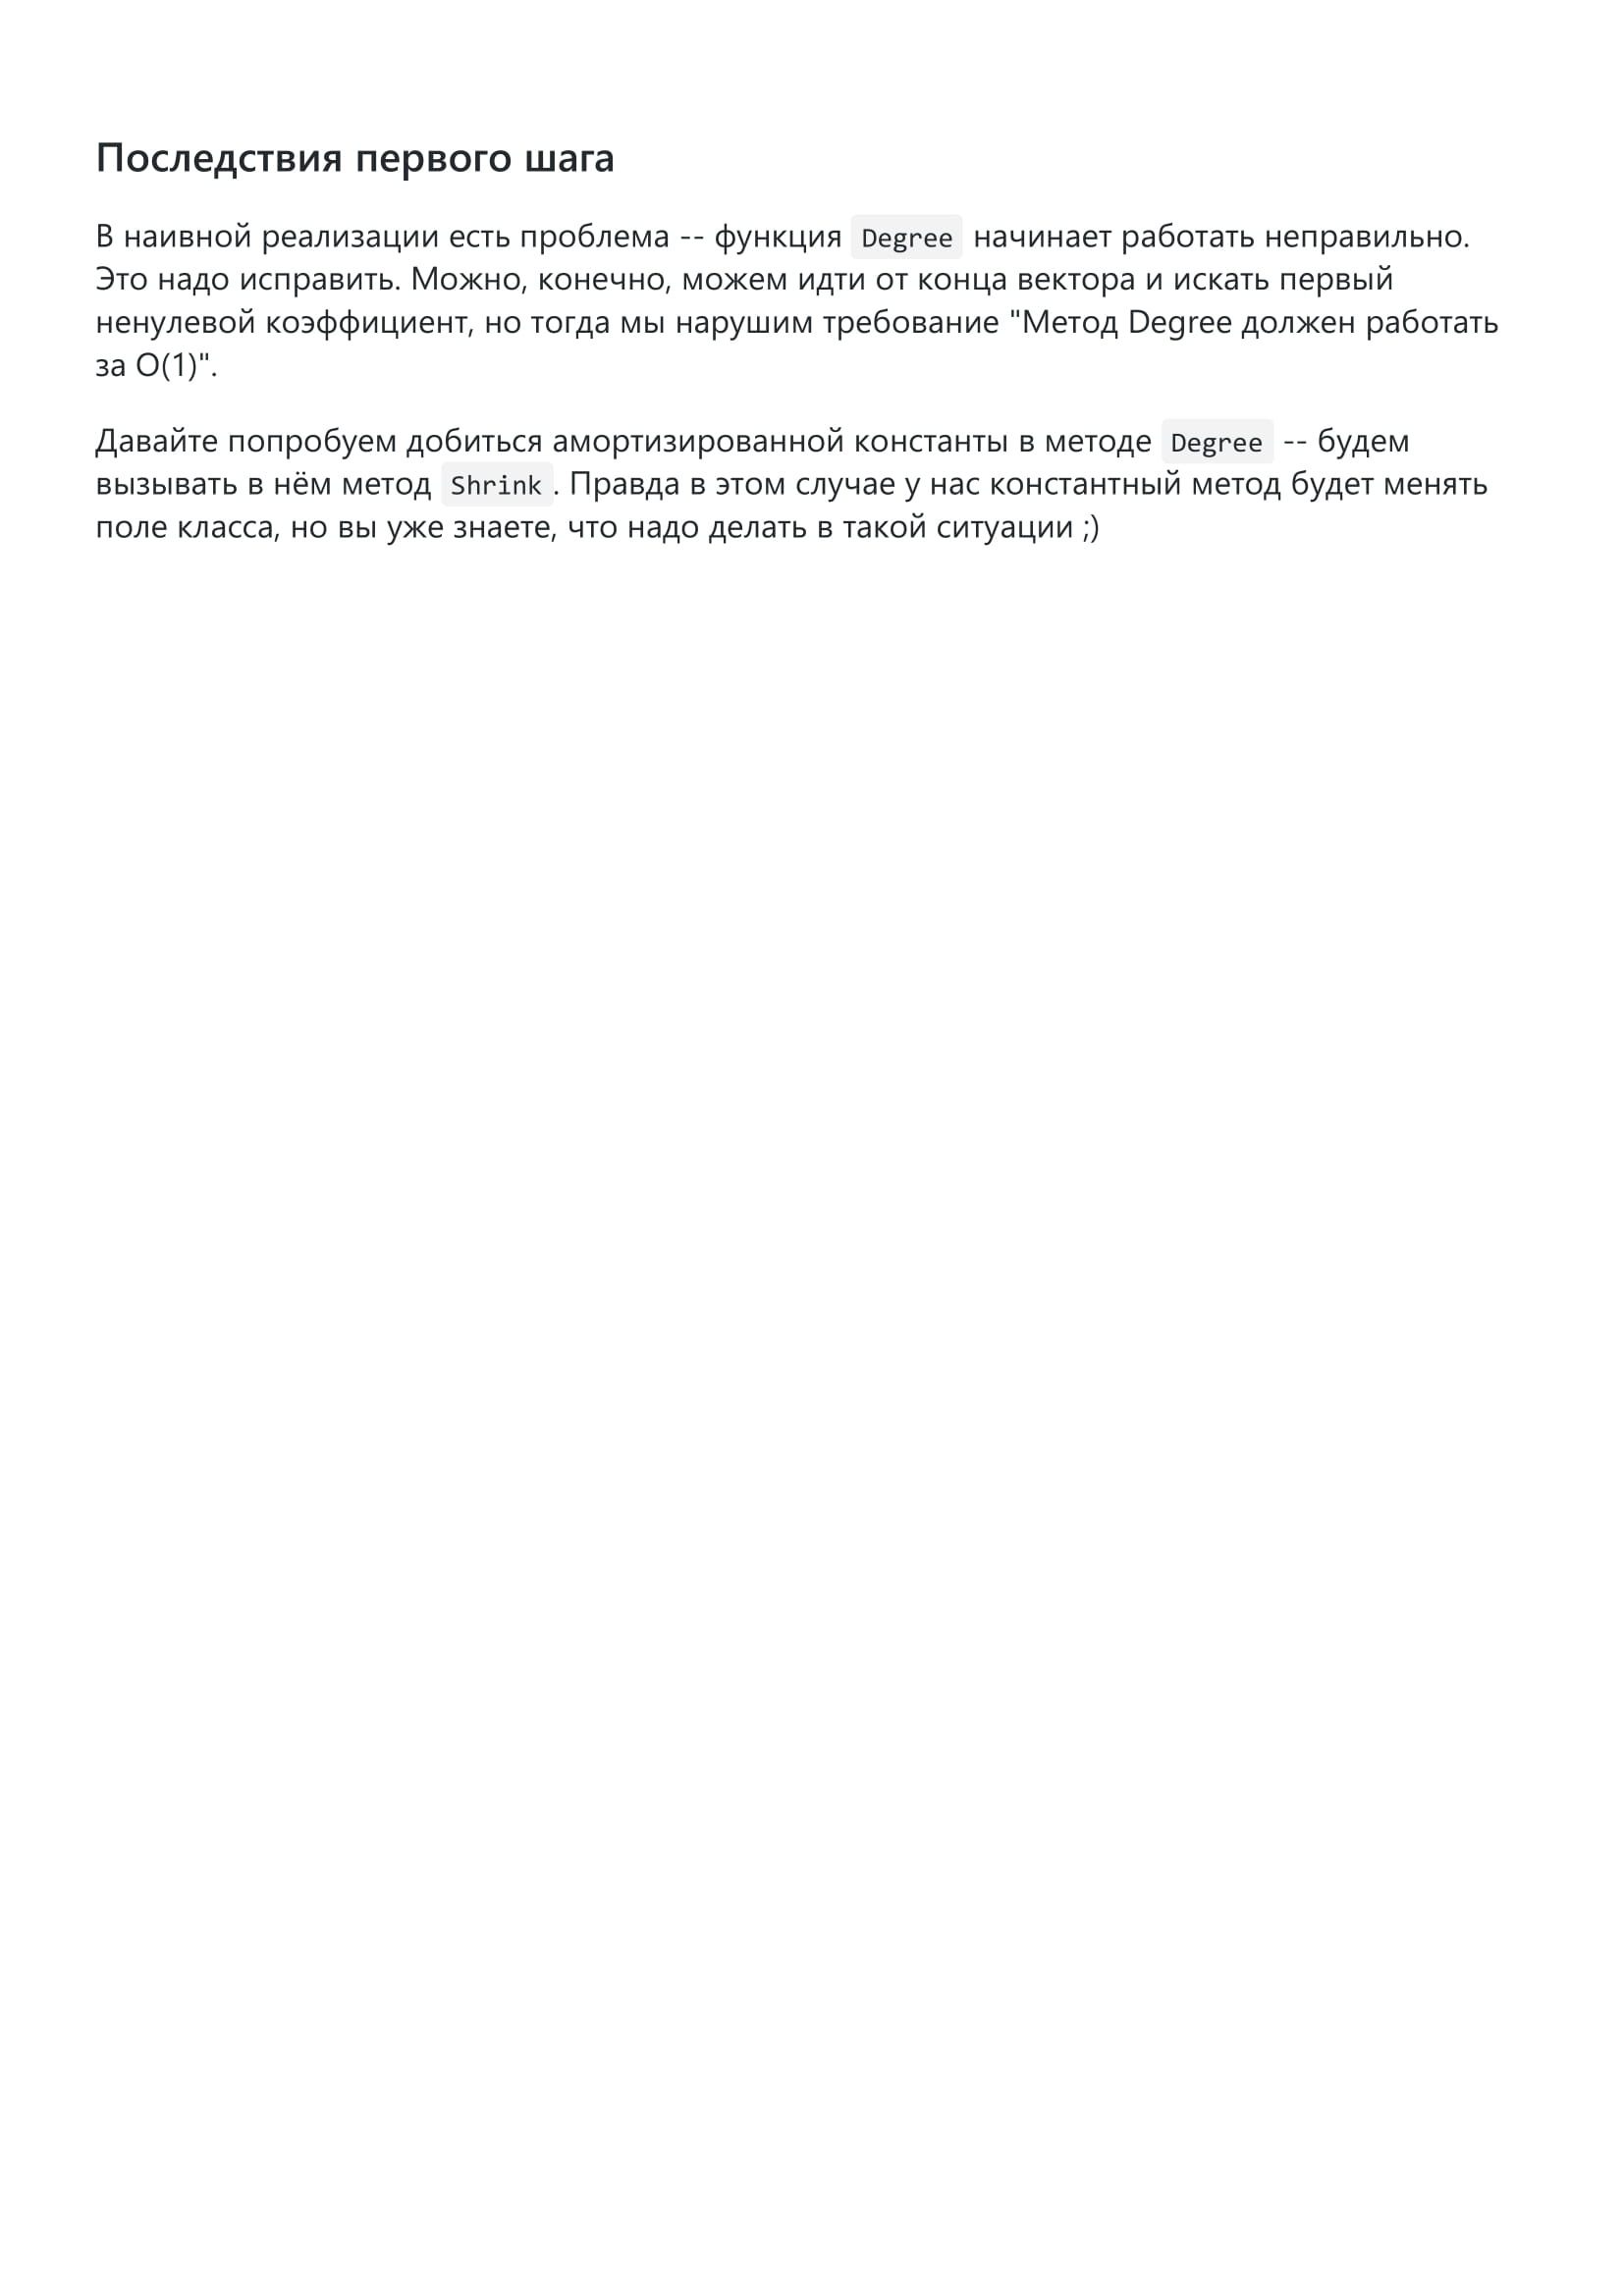 Последствия первого шага
В наивной реализации есть проблема -- функция Degree начинает работать неправильно.
Это надо исправить. Можно, конечно, можем идти от конца вектора и искать первый
ненулевой коэффициент, но тогда мы нарушим требование "Метод Degree должен работать
за O(1)".
Давайте попробуем добиться амортизированной константы в методе Degree -- будем
вызывать в нём метод Shrink. Правда в этом случае у нас константный метод будет менять
поле класса, но вы уже знаете, что надо делать в такой ситуации ;)